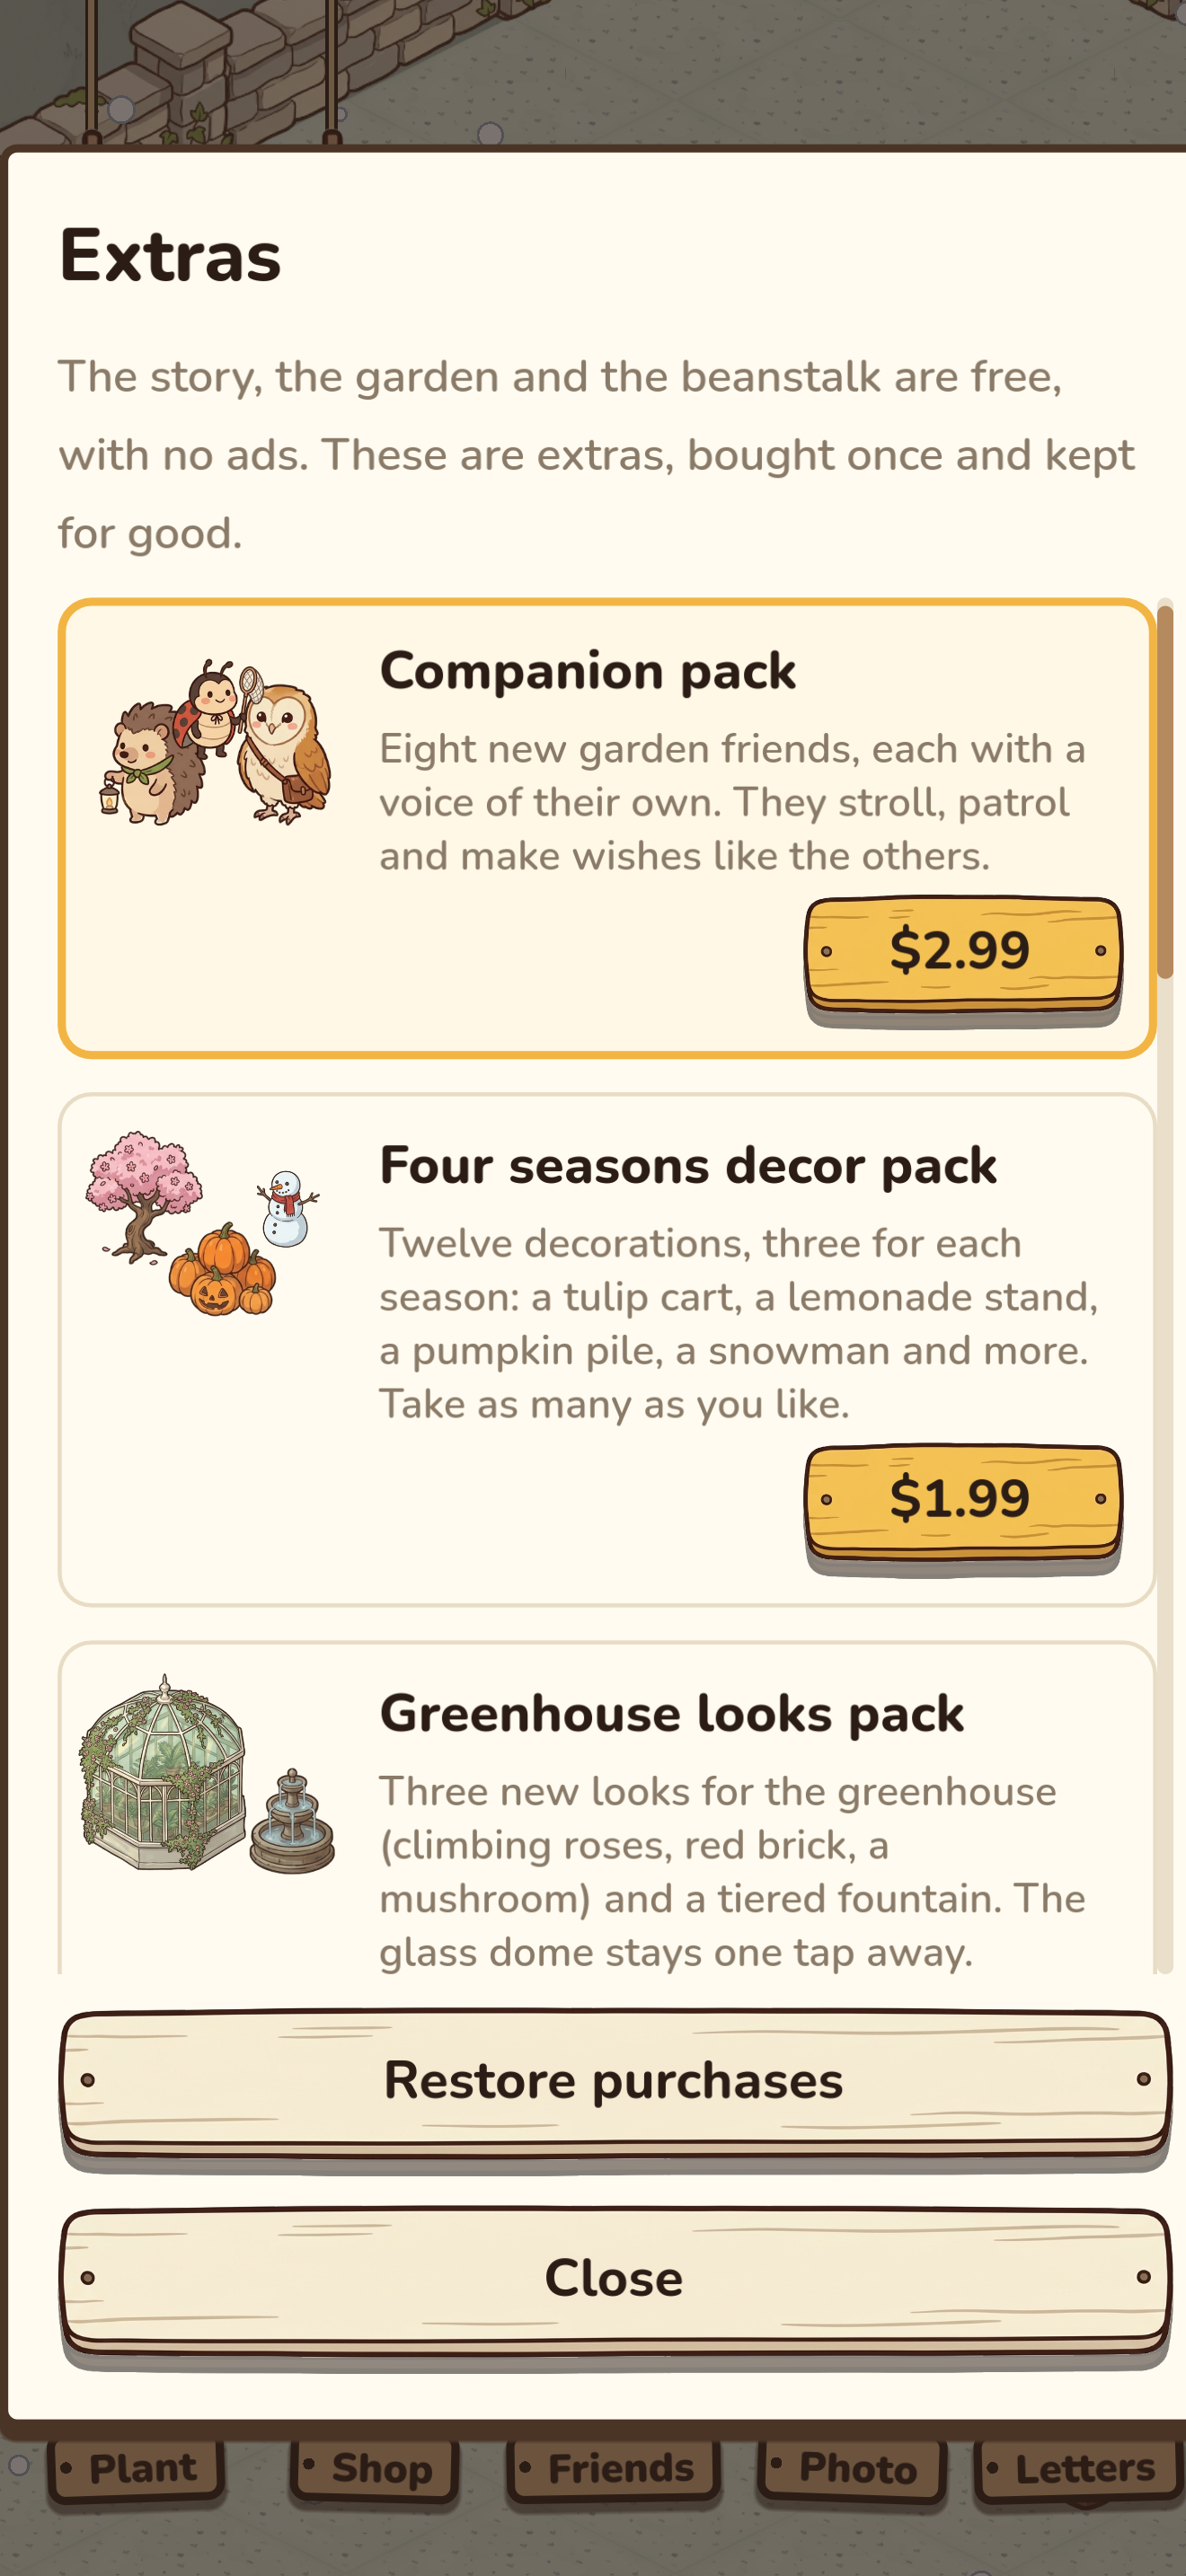 Extras
The story, the garden and the beanstalk are free,
with no ads. These are extras, bought once and kept
for good.
Companion pack
Eight new garden friends, each with a
voice of their own. They stroll, patrol
and make wishes like the others.
$2.99
Four seasons decor pack
Twelve decorations, three for each
season: a tulip cart, a lemonade stand,
a pumpkin pile, a snowman and more.
Take as many as you like.
$1.99
Greenhouse looks pack
Three new looks for the greenhouse
(climbing roses, red brick, a
mushroom) and a tiered fountain. The
glass dome stays one tap away.
Restore purchases
Close
Plant Shop Friends Photo Letters